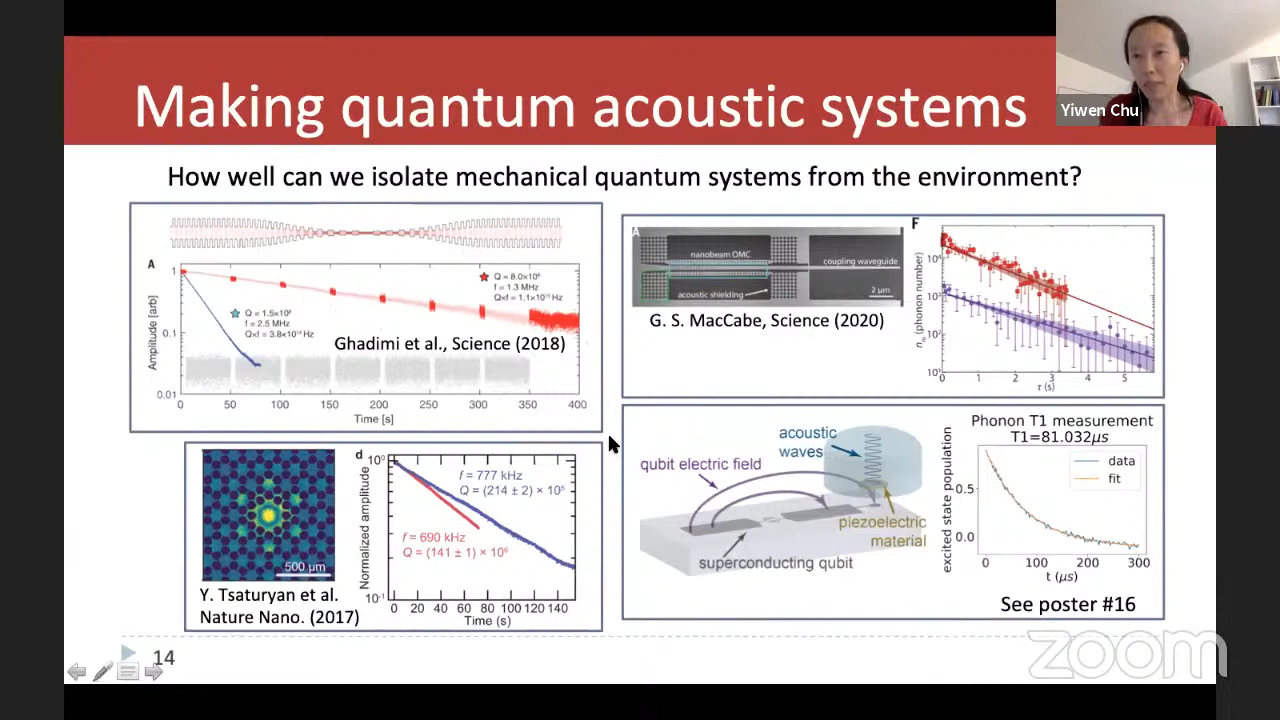 Making quantum acoustic systems
Yiwen Chu
How well can we isolate mechanical quantum systems from the environment?
A
Amplitude [arb]
1
0.1
0.01
Q = 1.5×10⁸
f = 2.5 MHz
Q×f = 3.8×10¹⁴ Hz
Q = 8.0×10⁸
f = 1.3 MHz
Q×f = 1.1×10¹⁵ Hz
Ghadimi et al., Science (2018)
0 50 100 150 200 250 300 350 400
Time [s]
A
nanobeam OMC
coupling waveguide
acoustic shielding
2 µm
G. S. MacCabe, Science (2020)
F
(phonon number)
0 1 2 3 4 5
τ (s)
500 µm
Y. Tsaturyan et al.
Nature Nano. (2017)
d
Normalized amplitude
10⁰
10⁻¹
f = 777 kHz
Q = (214 ± 2) × 10⁶
f = 690 kHz
Q = (141 ± 1) × 10⁶
0 20 40 60 80 100 120 140
Time (s)
acoustic
waves
qubit electric field
piezoelectric
material
superconducting qubit
Phonon T1 measurement
T1=81.032µs
excited state population
data
fit
0.5
0.0
0 100 200 300
t (µs)
See poster #16
14
zoom